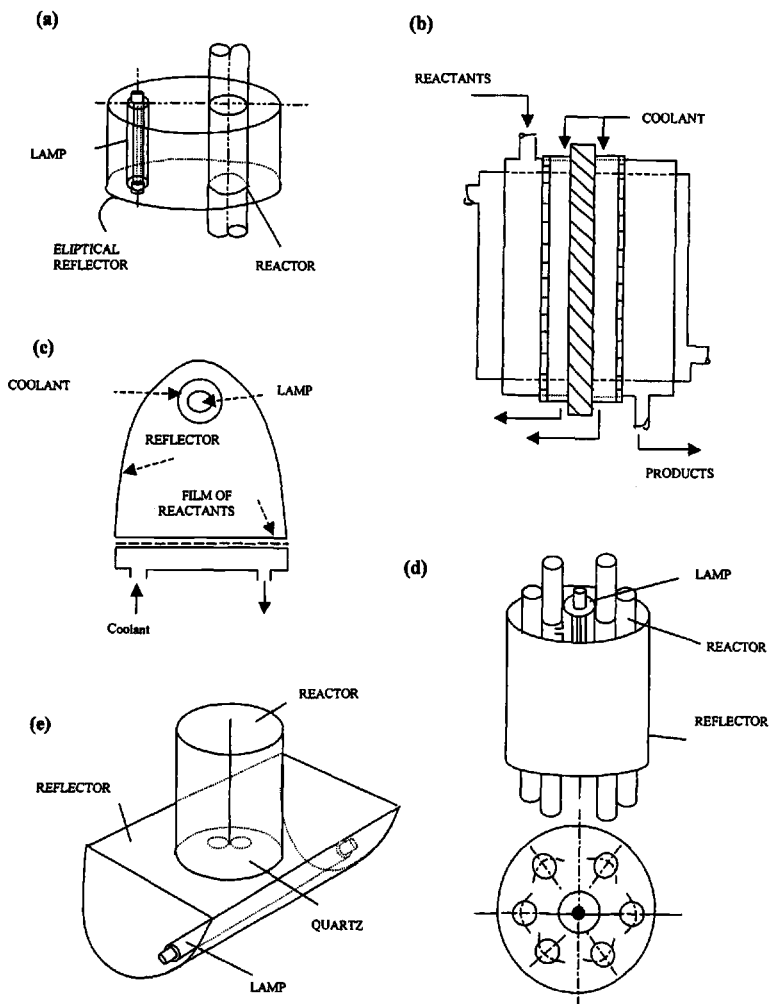 (a)
LAMP
ELIPTICAL
REFLECTOR
REACTOR
(b)
REACTANTS
COOLANT
PRODUCTS
(c)
COOLANT
LAMP
REFLECTOR
FILM OF
REACTANTS
Coolant
(d)
LAMP
REACTOR
REFLECTOR
(e)
REACTOR
REFLECTOR
QUARTZ
LAMP